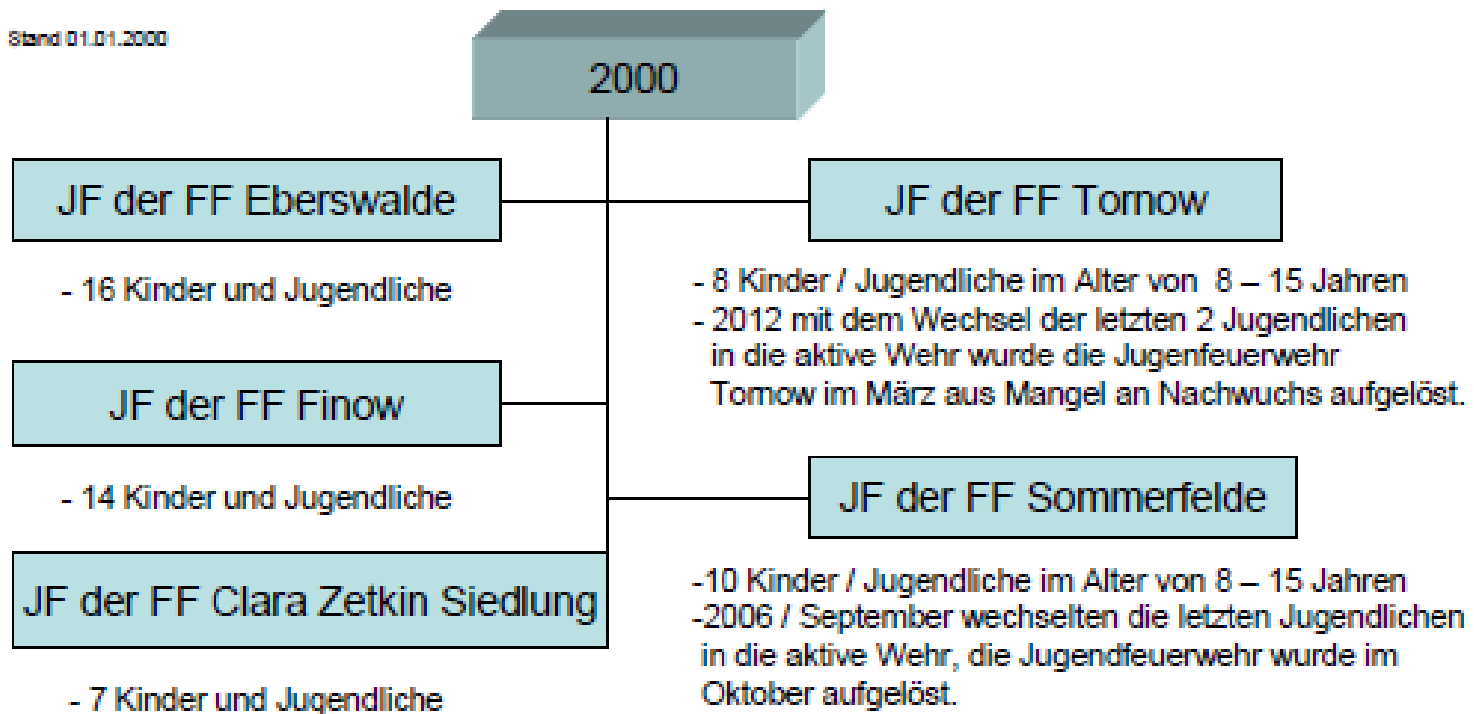 Stand 01.01.2000
2000
JF der FF Eberswalde
- 16 Kinder und Jugendliche
JF der FF Finow
- 14 Kinder und Jugendliche
JF der FF Clara Zetkin Siedlung
- 7 Kinder und Jugendliche
JF der FF Tornow
- 8 Kinder / Jugendliche im Alter von 8 – 15 Jahren
- 2012 mit dem Wechsel der letzten 2 Jugendlichen
in die aktive Wehr wurde die Jugenfeuerwehr
Tornow im März aus Mangel an Nachwuchs aufgelöst.
JF der FF Sommerfelde
-10 Kinder / Jugendliche im Alter von 8 – 15 Jahren
-2006 / September wechselten die letzten Jugendlichen
in die aktive Wehr, die Jugendfeuerwehr wurde im
Oktober aufgelöst.